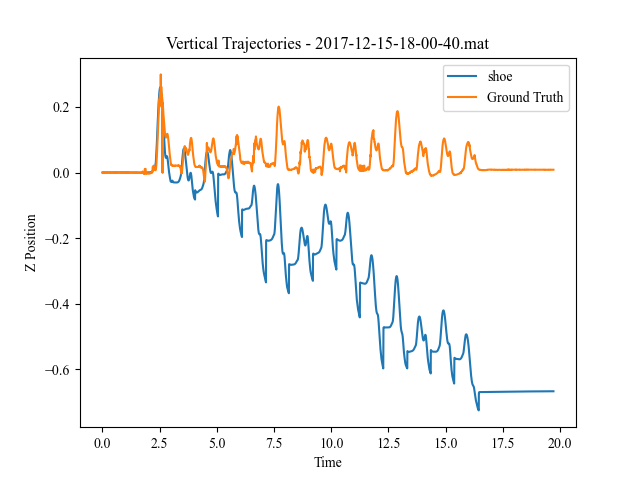 Vertical Trajectories - 2017-12-15-18-00-40.mat
shoe
Ground Truth
Z Position
0.2
0.0
−0.2
−0.4
−0.6
0.0 2.5 5.0 7.5 10.0 12.5 15.0 17.5 20.0
Time